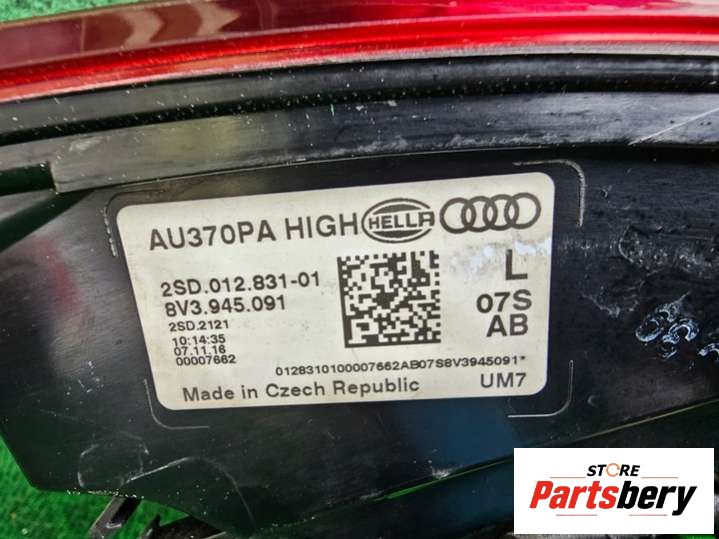 AU370PA HIGH HELLA
2SD.012.831-01
8V3.945.091
2SD.2121
10:14:35
07.11.16
00007662
L
07S
AB
01283101000007662AB07S8V3945091*
Made in Czech Republic UM7
STORE
Partsbery